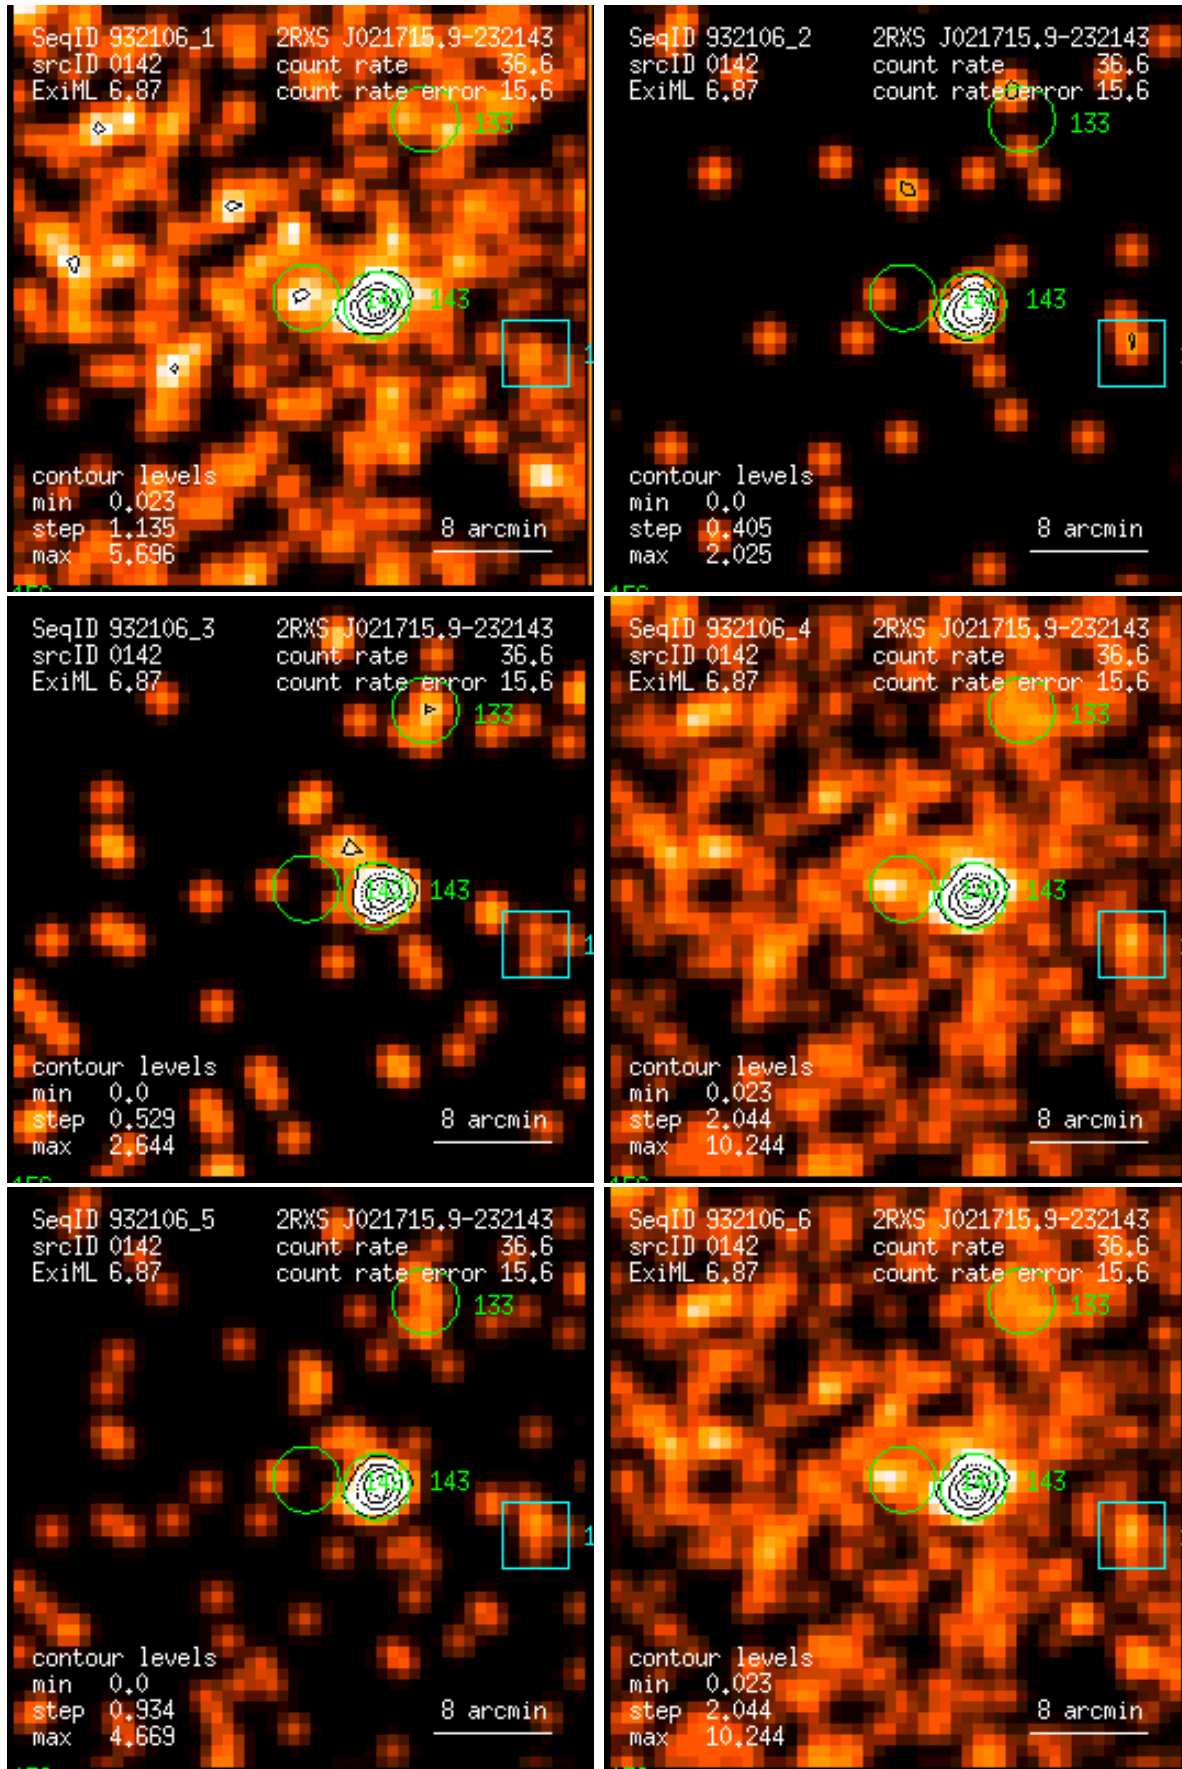 SeqID 932106_1 2RXS J021715.9-232143
srcID 0142 count rate 36.6
ExiML 6.87 count rate error 15.6
133
142 143
1
contour levels
min 0.023
step 1.135 8 arcmin
max 5.696
SeqID 932106_2 2RXS J021715.9-232143
srcID 0142 count rate 36.6
ExiML 6.87 count rate error 15.6
133
142 143
contour levels
min 0.0
step 0.405 8 arcmin
max 2.025
SeqID 932106_3 2RXS J021715.9-232143
srcID 0142 count rate 36.6
ExiML 6.87 count rate error 15.6
133
142 143
1
contour levels
min 0.0
step 0.529 8 arcmin
max 2.644
SeqID 932106_4 2RXS J021715.9-232143
srcID 0142 count rate 36.6
ExiML 6.87 count rate error 15.6
133
142 143
contour levels
min 0.023
step 2.044 8 arcmin
max 10.244
SeqID 932106_5 2RXS J021715.9-232143
srcID 0142 count rate 36.6
ExiML 6.87 count rate error 15.6
133
142 143
1
contour levels
min 0.0
step 0.934 8 arcmin
max 4.669
SeqID 932106_6 2RXS J021715.9-232143
srcID 0142 count rate 36.6
ExiML 6.87 count rate error 15.6
133
142 143
contour levels
min 0.023
step 2.044 8 arcmin
max 10.244